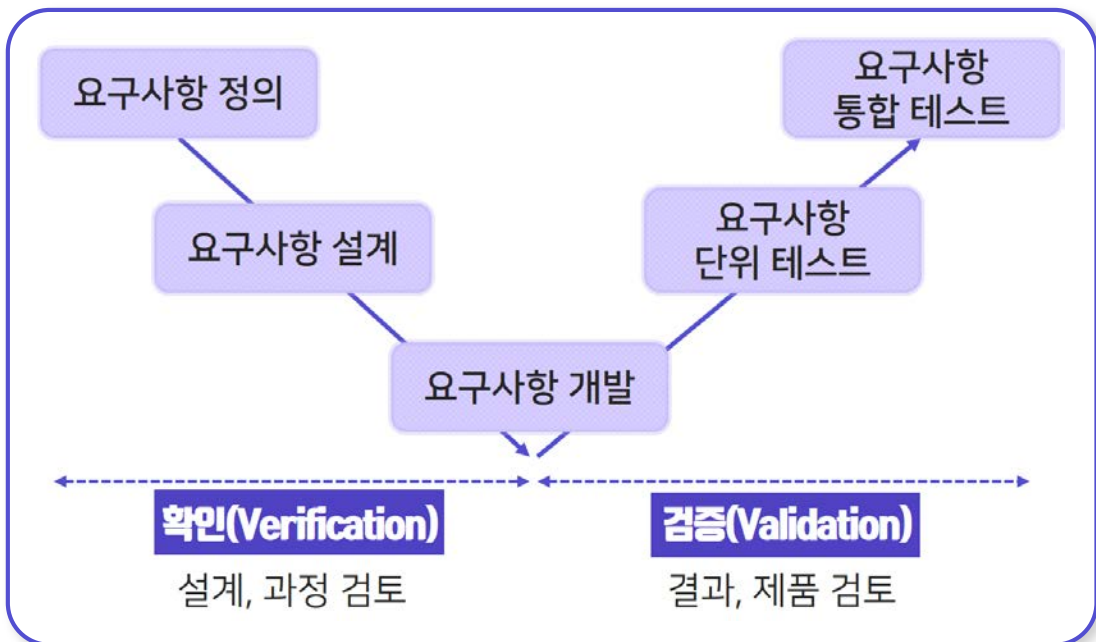 요구사항 정의
요구사항
통합 테스트
요구사항 설계
요구사항
단위 테스트
요구사항 개발
확인(Verification)
검증(Validation)
설계, 과정 검토
결과, 제품 검토